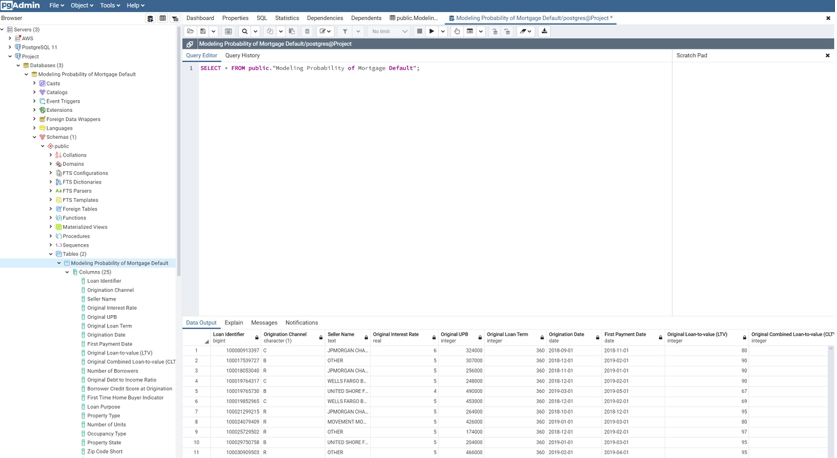 pgAdmin File Object Tools Help
Browser Dashboard Properties SQL Statistics Dependencies Dependents public.Modelin... Modeling Probability of Mortgage Default/postgres@Project *
Servers (3)
AWS
PostgreSQL 11
Project
Databases (3)
Modeling Probability of Mortgage Default
Casts
Catalogs
Event Triggers
Extensions
Foreign Data Wrappers
Languages
Schemas (1)
public
Collations
Domains
FTS Configurations
FTS Dictionaries
FTS Parsers
FTS Templates
Foreign Tables
Functions
Materialized Views
Procedures
Sequences
Tables (2)
Modeling Probability of Mortgage Default
Columns (25)
Loan Identifier
Origination Channel
Seller Name
Original Interest Rate
Original UPB
Original Loan Term
Origination Date
First Payment Date
Original Loan-to-value (LTV)
Original Combined Loan-to-value (CLT
Number of Borrowers
Original Debt to Income Ratio
Borrower Credit Score at Origination
First Time Home Buyer Indicator
Loan Purpose
Property Type
Number of Units
Occupancy Type
Property State
Zip Code Short
No limit
Modeling Probability of Mortgage Default/postgres@Project
Query Editor Query History Scratch Pad
1 SELECT * FROM public."Modeling Probability of Mortgage Default";
Data Output Explain Messages Notifications
Loan Identifier Origination Channel Seller Name Original Interest Rate Original UPB Original Loan Term Origination Date First Payment Date Original Loan-to-value (LTV) Original Combined Loan-to-value (CLT
bigint character (1) text real integer integer date date integer integer
1 100000913397 C JPMORGAN CHA... 6 324000 360 2018-09-01 2018-11-01 80
2 100017539727 B OTHER 5 307000 360 2018-12-01 2019-02-01 90
3 100018053040 R JPMORGAN CHA... 5 256000 360 2018-12-01 2019-01-01 90
4 100019764317 C WELLS FARGO B... 5 248000 360 2018-12-01 2019-02-01 90
5 100019765730 B UNITED SHORE F... 4 490000 360 2019-03-01 2019-05-01 67
6 100019852965 C WELLS FARGO B... 5 453000 360 2018-12-01 2019-02-01 69
7 100021299215 R JPMORGAN CHA... 5 264000 360 2018-10-01 2018-12-01 95
8 100024079409 R MOVEMENT MO... 5 426000 360 2019-01-01 2019-03-01 80
9 100025729502 R OTHER 5 174000 360 2018-12-01 2019-02-01 97
10 100029750758 B UNITED SHORE F... 5 204000 360 2019-01-01 2019-03-01 95
11 100030909503 R OTHER 5 466000 360 2019-02-01 2019-04-01 95